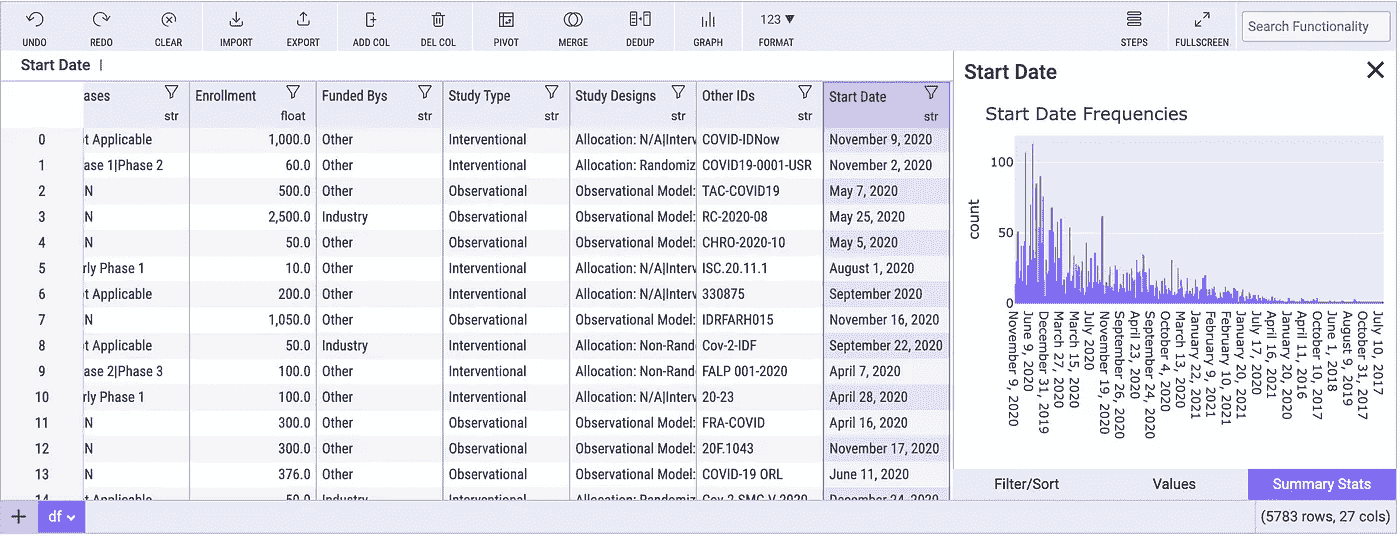 UNDO REDO CLEAR IMPORT EXPORT ADD COL DEL COL PIVOT MERGE DEDUP GRAPH 123 ▼ FORMAT STEPS FULLSCREEN Search Functionality
Start Date
ases Enrollment Funded Bys Study Type Study Designs Other IDs Start Date
str float str str str str str
0 t Applicable 1,000.0 Other Interventional Allocation: N/A|Interv COVID-IDNow November 9, 2020
1 ase 1|Phase 2 60.0 Other Interventional Allocation: Randomiz COVID19-0001-USR November 2, 2020
2 N 500.0 Other Observational Observational Model: TAC-COVID19 May 7, 2020
3 N 2,500.0 Industry Observational Observational Model: RC-2020-08 May 25, 2020
4 N 50.0 Other Observational Observational Model: CHRO-2020-10 May 5, 2020
5 rly Phase 1 10.0 Other Interventional Allocation: N/A|Interv ISC.20.11.1 August 1, 2020
6 t Applicable 200.0 Other Interventional Allocation: N/A|Interv 330875 September 2020
7 N 1,050.0 Other Observational Observational Model: IDRFARH015 November 16, 2020
8 t Applicable 50.0 Industry Interventional Allocation: Non-Rand Cov-2-IDF September 22, 2020
9 ase 2|Phase 3 100.0 Other Interventional Allocation: Non-Rand FALP 001-2020 April 7, 2020
10 rly Phase 1 100.0 Other Interventional Allocation: N/A|Interv 20-23 April 28, 2020
11 N 300.0 Other Observational Observational Model: FRA-COVID April 16, 2020
12 N 300.0 Other Observational Observational Model: 20F.1043 November 17, 2020
13 N 376.0 Other Observational Observational Model: COVID-19 ORL June 11, 2020
14 t Applicable 50.0 Industry Interventional Allocation: Randomiz Cov-2 SMC-V 2020 December 24, 2020
Start Date
Start Date Frequencies
count
100
50
0
November 9, 2020
June 9, 2020
December 31, 2019
March 27, 2020
March 15, 2020
July 2020
November 19, 2020
September 26, 2020
April 23, 2020
September 24, 2020
October 4, 2020
March 13, 2020
January 22, 2021
February 9, 2021
February 10, 2021
January 20, 2021
July 17, 2020
April 16, 2021
January 20, 2020
April 11, 2016
October 10, 2017
June 1, 2018
August 9, 2019
October 31, 2017
July 10, 2017
Filter/Sort Values Summary Stats
+ df (5783 rows, 27 cols)